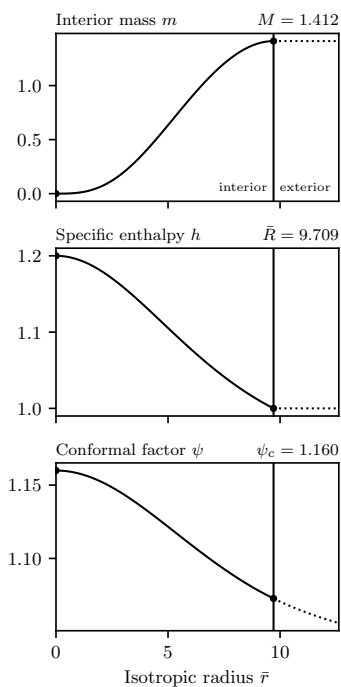 Interior mass m M = 1.412
1.0
0.5
0.0
interior exterior
Specific enthalpy h R̄ = 9.709
1.2
1.1
1.0
Conformal factor ψ ψc = 1.160
1.15
1.10
0 5 10
Isotropic radius r̄